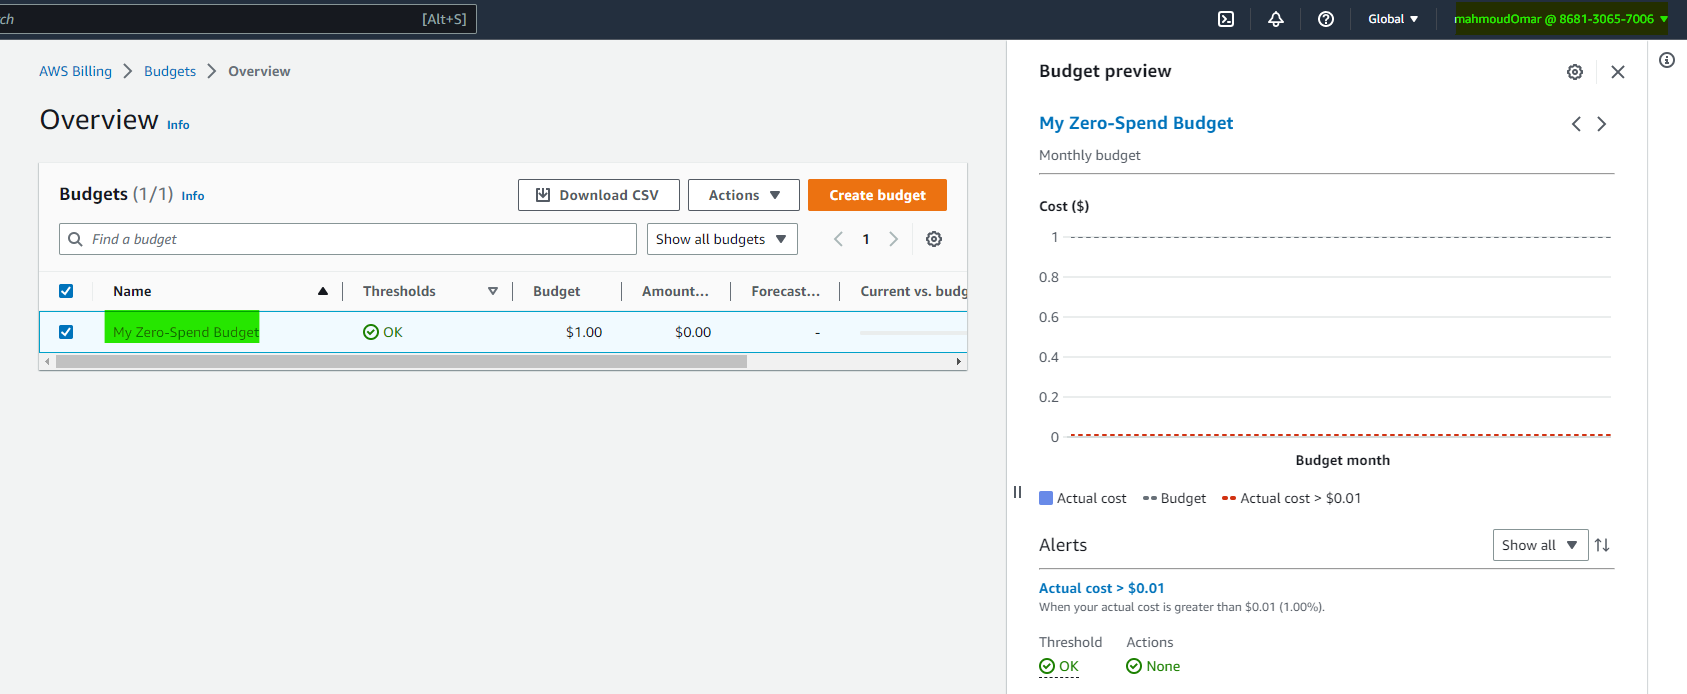 ch [Alt+S] Global mahmoudOmar @ 8681-3065-7006
AWS Billing Budgets Overview
Overview Info
Budgets (1/1) Info Download CSV Actions Create budget
Find a budget Show all budgets 1
Name Thresholds Budget Amount... Forecast... Current vs. budg
My Zero-Spend Budget OK $1.00 $0.00 -
Budget preview
My Zero-Spend Budget
Monthly budget
Cost ($)
1
0.8
0.6
0.4
0.2
0
Budget month
Actual cost Budget Actual cost > $0.01
Alerts Show all
Actual cost > $0.01
When your actual cost is greater than $0.01 (1.00%).
Threshold Actions
OK None